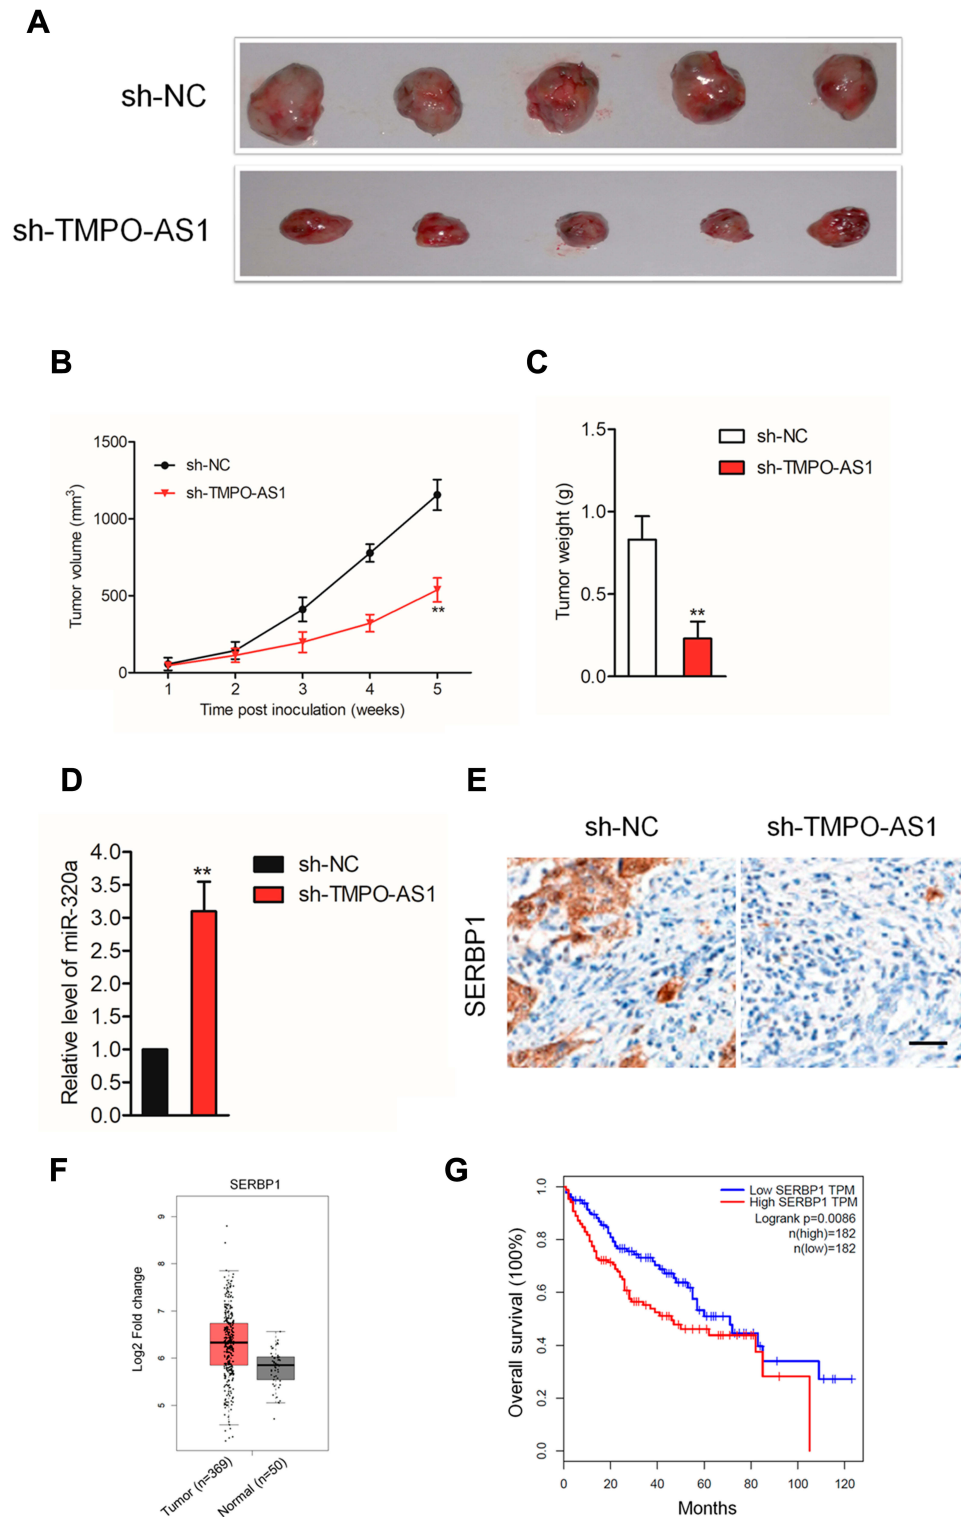 A
sh-NC
sh-TMPO-AS1
B
C
1500
1000
500
0
Tumor volume (mm³)
sh-NC
sh-TMPO-AS1
**
1 2 3 4 5
Time post inoculation (weeks)
1.5
1.0
0.5
0.0
Tumor weight (g)
sh-NC
sh-TMPO-AS1
**
D
4.0
3.5
3.0
2.5
2.0
1.5
1.0
0.5
0.0
Relative level of miR-320a
**
sh-NC
sh-TMPO-AS1
E
sh-NC
sh-TMPO-AS1
SERBP1
F
SERBP1
9
8
7
6
5
Log2 Fold change
Tumor (n=369)
Normal (n=50)
G
Low SERBP1 TPM
High SERBP1 TPM
Logrank p=0.0086
n(high)=182
n(low)=182
1.0
0.8
0.6
0.4
0.2
0.0
Overall survival (100%)
0 20 40 60 80 100 120
Months